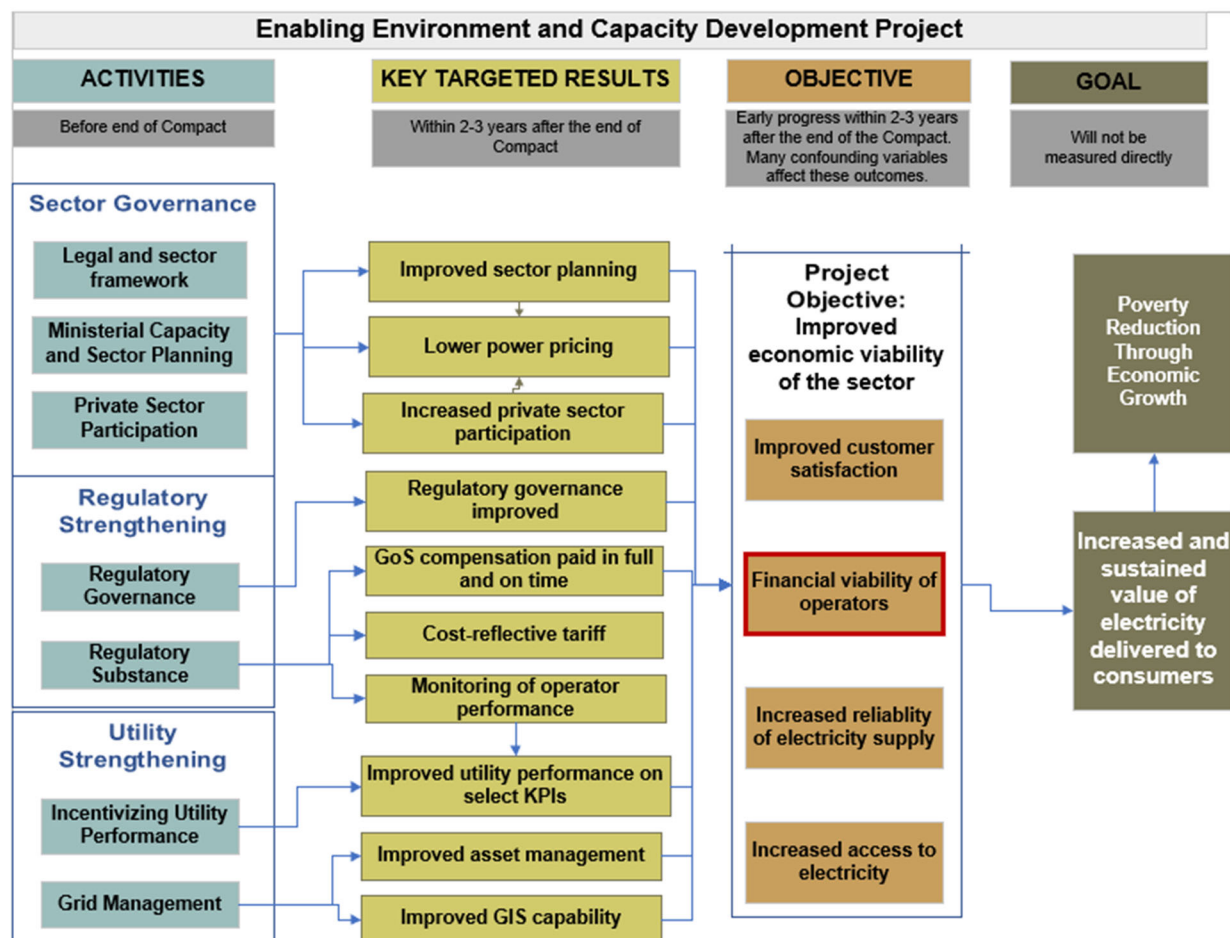 Enabling Environment and Capacity Development Project
ACTIVITIES
Before end of Compact
KEY TARGETED RESULTS
Within 2-3 years after the end of
Compact
OBJECTIVE
Early progress within 2-3 years
after the end of the Compact.
Many confounding variables
affect these outcomes.
GOAL
Will not be
measured directly
Sector Governance
Legal and sector
framework
Ministerial Capacity
and Sector Planning
Private Sector
Participation
Regulatory
Strengthening
Regulatory
Governance
Regulatory
Substance
Utility
Strengthening
Incentivizing Utility
Performance
Grid Management
Improved sector planning
Lower power pricing
Increased private sector
participation
Regulatory governance
improved
GoS compensation paid in full
and on time
Cost-reflective tariff
Monitoring of operator
performance
Improved utility performance on
select KPIs
Improved asset management
Improved GIS capability
Project
Objective:
Improved
economic viability
of the sector
Improved customer
satisfaction
Financial viability of
operators
Increased reliablity
of electricity supply
Increased access to
electricity
Poverty
Reduction
Through
Economic
Growth
Increased and
sustained
value of
electricity
delivered to
consumers